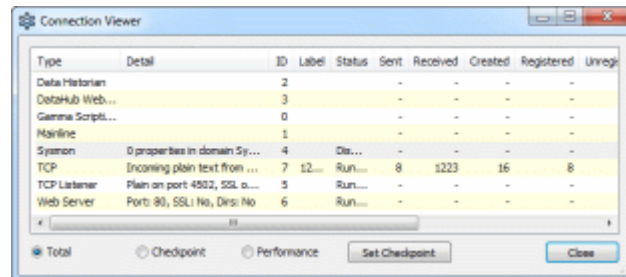 Connection Viewer
Type Detail ID Label Status Sent Received Created Registered Unregi
Data Historian 2 - - - -
DataHub Web... 3 - - - -
Gamma Scripti... 0 - - - -
Mainline 1 - - - -
Sysmon 0 properties in domain Sy... 4 Dis... - - - -
TCP Incoming plain text from ... 7 12... Run... 8 1223 16 8
TCP Listener Plain on port 4502, SSL o... 5 Run... - - - -
Web Server Port: 80, SSL: No, Dirs: No 6 Run... - - - -
Total Checkpoint Performance Set Checkpoint Close